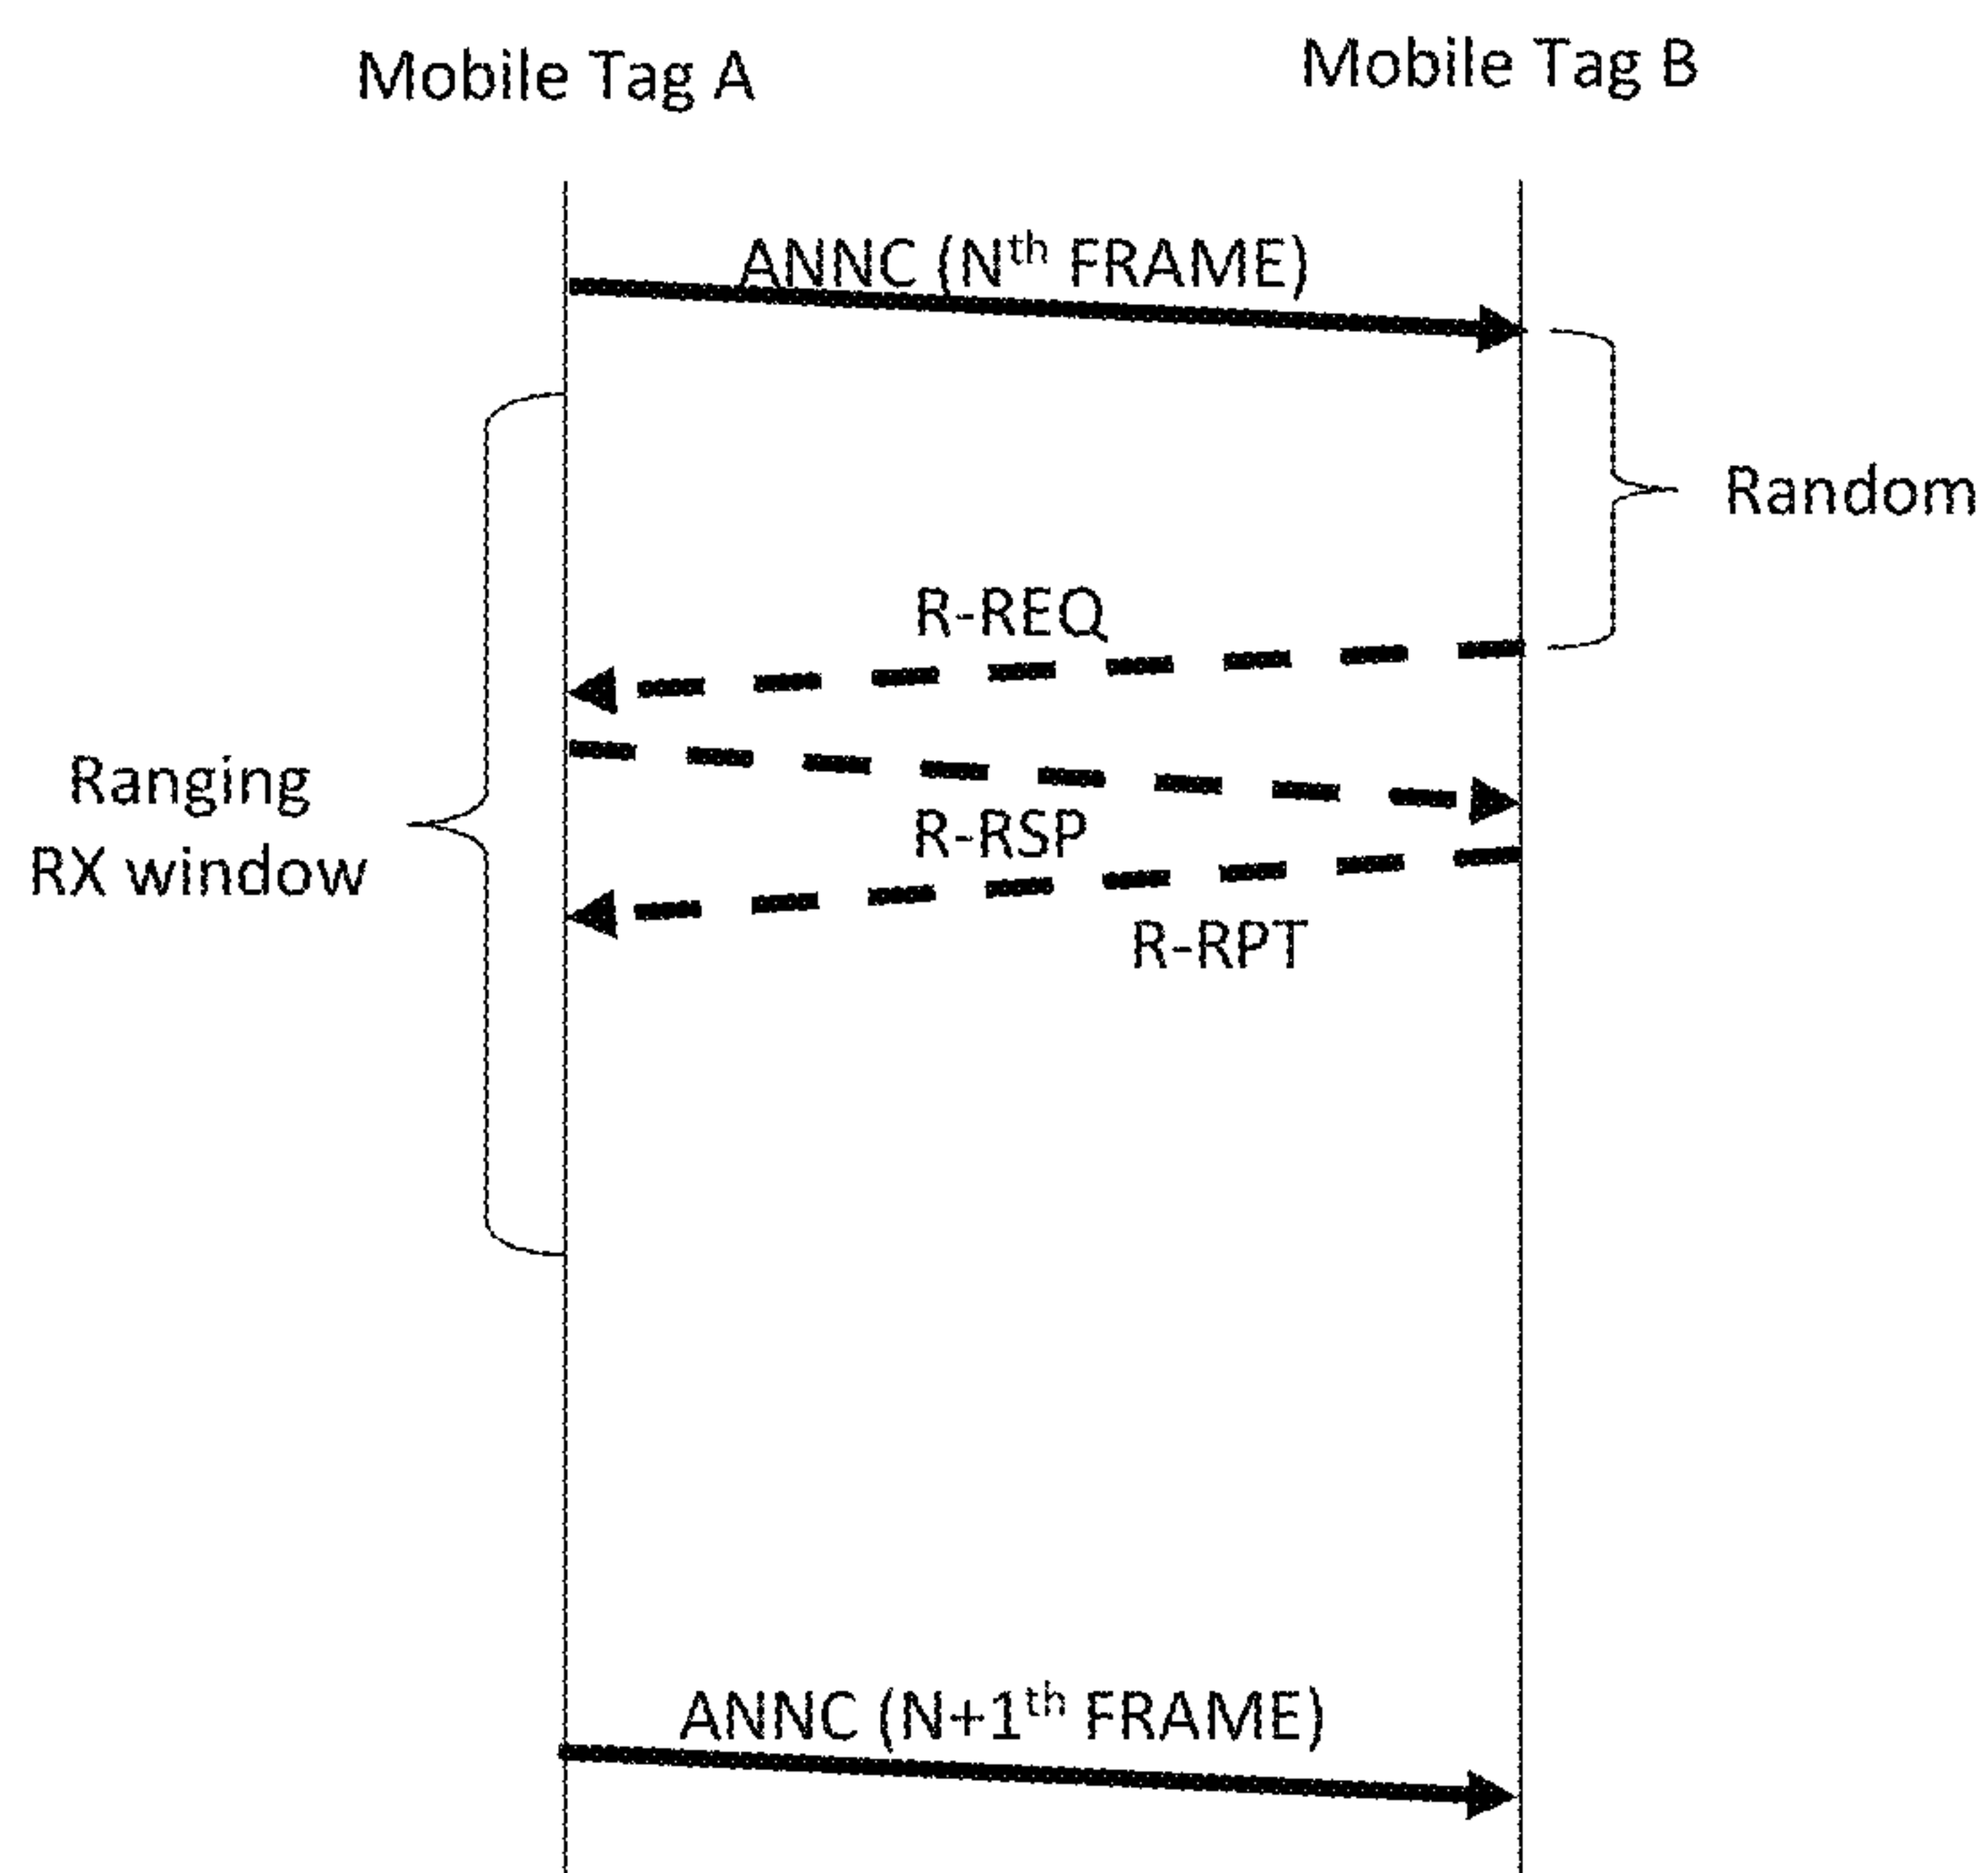 Mobile Tag A
Mobile Tag B
ANNC (Nth FRAME)
Random
R-REQ
Ranging
RX window
R-RSP
R-RPT
ANNC (N+1th FRAME)